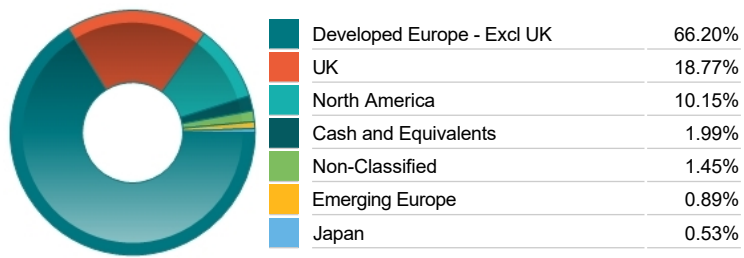 Developed Europe - Excl UK 66.20%
UK 18.77%
North America 10.15%
Cash and Equivalents 1.99%
Non-Classified 1.45%
Emerging Europe 0.89%
Japan 0.53%